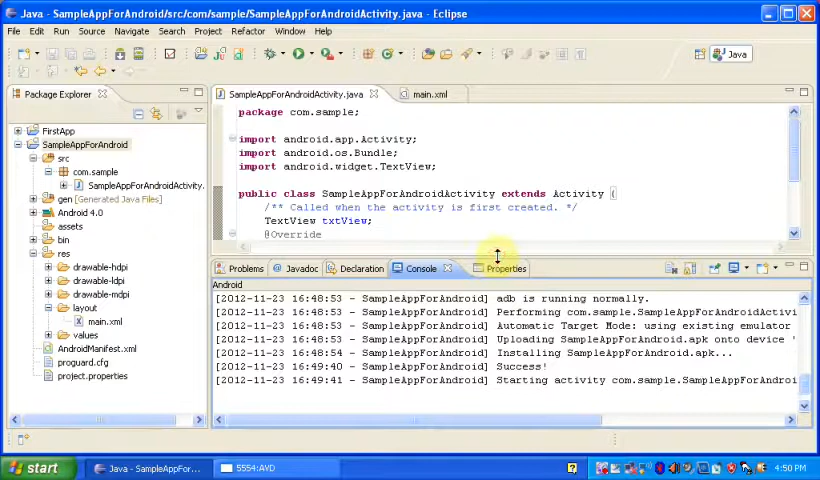 Java - SampleAppForAndroid/src/com/sample/SampleAppForAndroidActivity.java - Eclipse
File Edit Run Source Navigate Search Project Refactor Window Help
Java
Package Explorer
FirstApp
SampleAppForAndroid
src
com.sample
SampleAppForAndroidActivity.
gen [Generated Java Files]
Android 4.0
assets
bin
res
drawable-hdpi
drawable-ldpi
drawable-mdpi
layout
main.xml
values
AndroidManifest.xml
proguard.cfg
project.properties
SampleAppForAndroidActivity.java main.xml
package com.sample;
import android.app.Activity;
import android.os.Bundle;
import android.widget.TextView;
public class SampleAppForAndroidActivity extends Activity {
/** Called when the activity is first created. */
TextView txtView;
@Override
Problems @ Javadoc Declaration Console Properties
Android
[2012-11-23 16:48:53 - SampleAppForAndroid] adb is running normally.
[2012-11-23 16:48:53 - SampleAppForAndroid] Performing com.sample.SampleAppForAndroidActivi
[2012-11-23 16:48:53 - SampleAppForAndroid] Automatic Target Mode: using existing emulator
[2012-11-23 16:48:53 - SampleAppForAndroid] Uploading SampleAppForAndroid.apk onto device '
[2012-11-23 16:48:54 - SampleAppForAndroid] Installing SampleAppForAndroid.apk...
[2012-11-23 16:49:40 - SampleAppForAndroid] Success!
[2012-11-23 16:49:41 - SampleAppForAndroid] Starting activity com.sample.SampleAppForAndroi
start Java - SampleAppFor... 5554:AVD 4:50 PM